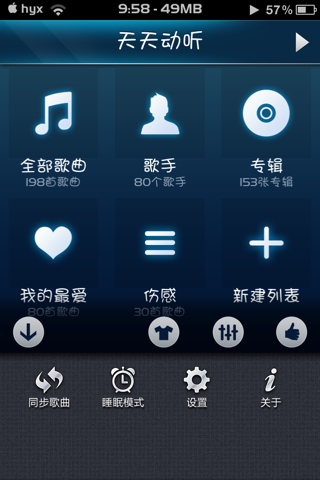 hyx 9:58 - 49MB 57%
天天动听
全部歌曲 歌手 专辑
198首歌曲 80个歌手 153张专辑
我的最爱 伤感 新建列表
80首歌曲 30首歌曲
同步歌曲 睡眠模式 设置 关于